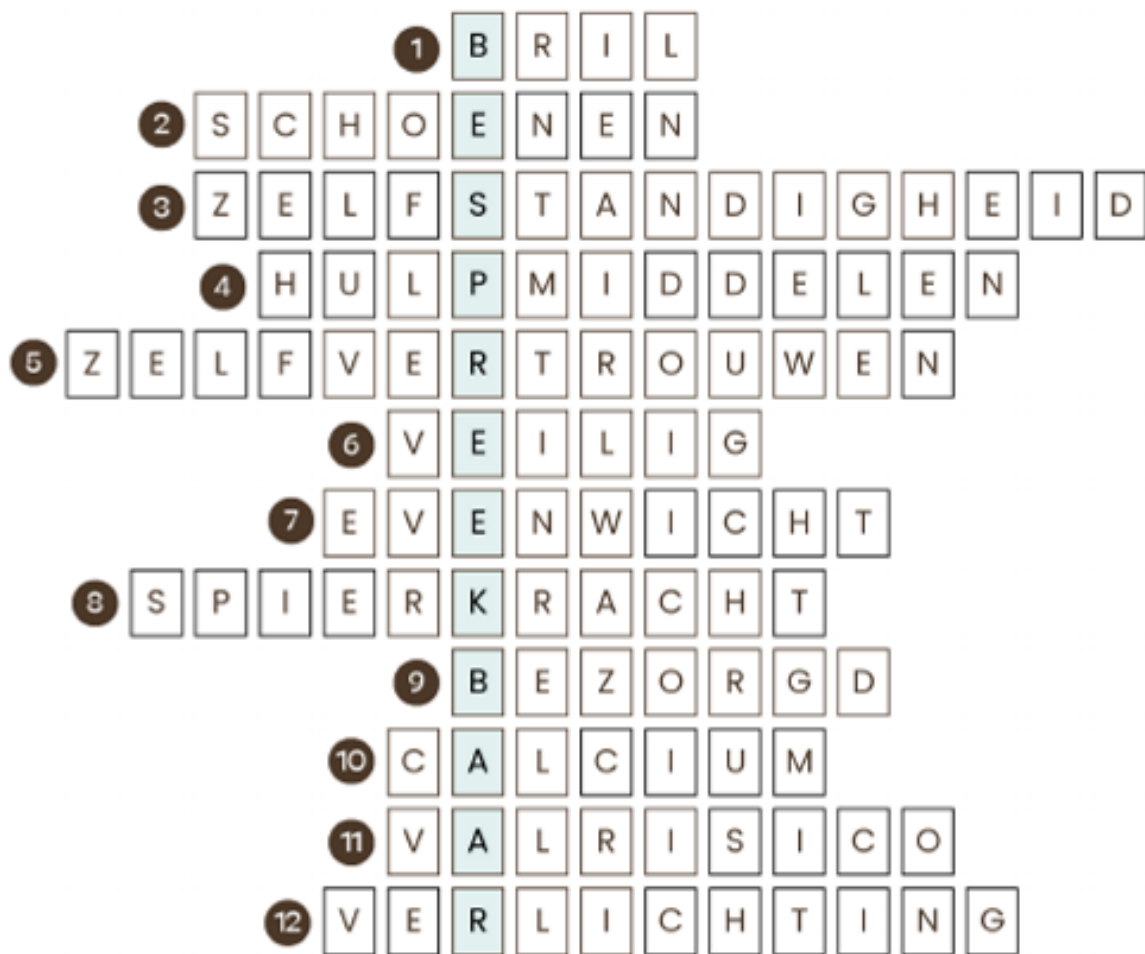 1 BRIL
2 SCHOENEN
3 ZELFSTANDIGHEID
4 HULPMIDDELEN
5 ZELFVERTROUWEN
6 VEILIG
7 EVENWICHT
8 SPIERKRACHT
9 BEZORGD
10 CALCIUM
11 VALRISICO
12 VERLICHTING